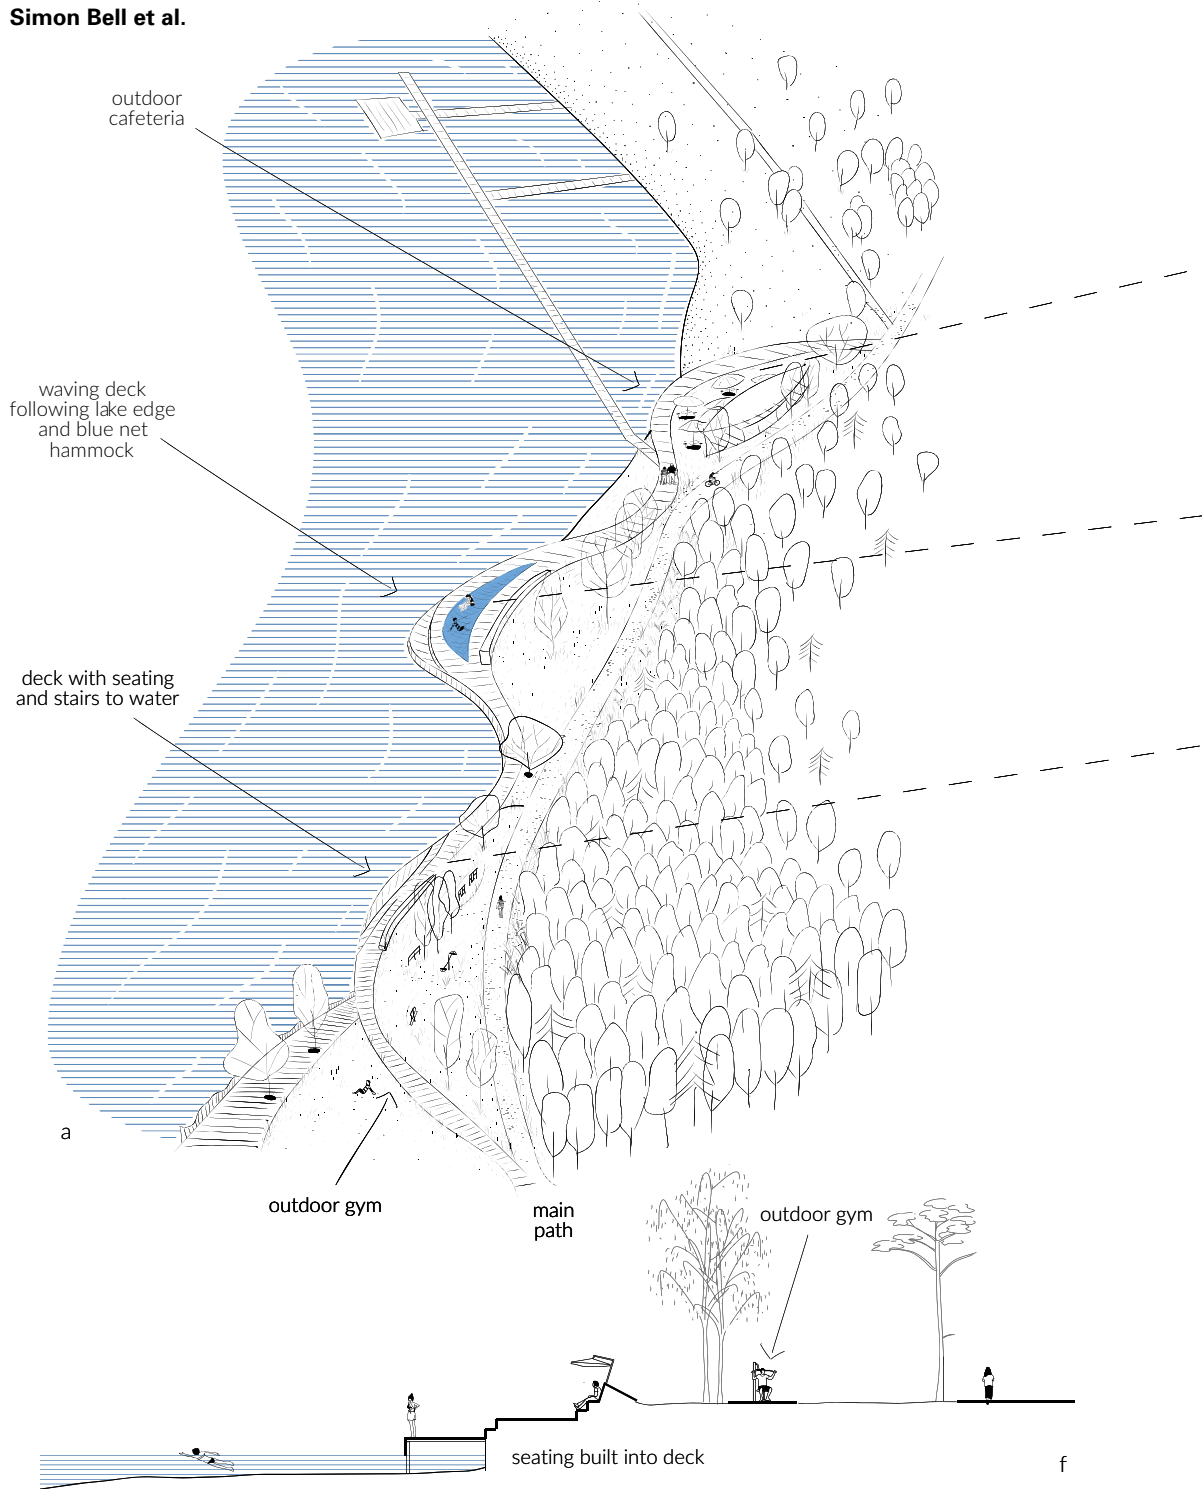 Simon Bell et al.
outdoor
cafeteria
waving deck
following lake edge
and blue net
hammock
deck with seating
and stairs to water
a
outdoor gym
main
path
outdoor gym
seating built into deck
f